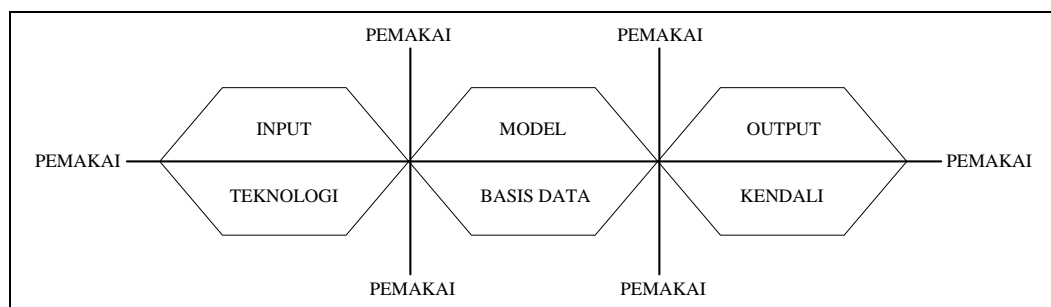 PEMAKAI PEMAKAI
INPUT MODEL OUTPUT
PEMAKAI PEMAKAI
TEKNOLOGI BASIS DATA KENDALI
PEMAKAI PEMAKAI